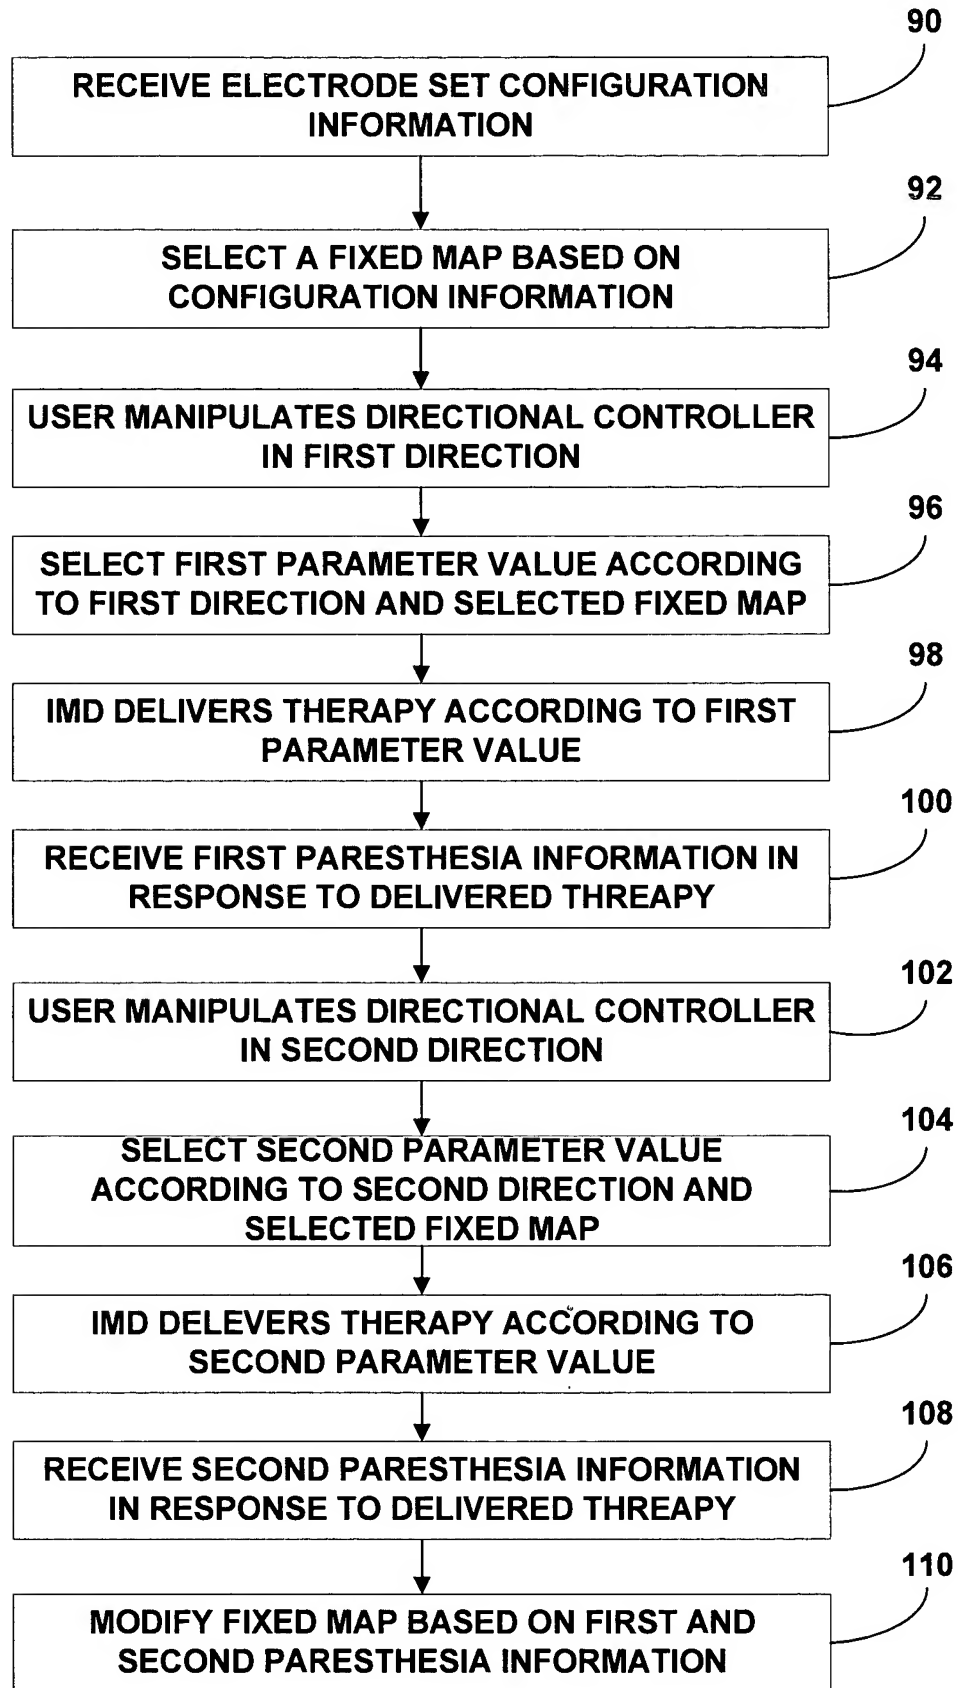 90
RECEIVE ELECTRODE SET CONFIGURATION
INFORMATION
92
SELECT A FIXED MAP BASED ON
CONFIGURATION INFORMATION
94
USER MANIPULATES DIRECTIONAL CONTROLLER
IN FIRST DIRECTION
96
SELECT FIRST PARAMETER VALUE ACCORDING
TO FIRST DIRECTION AND SELECTED FIXED MAP
98
IMD DELIVERS THERAPY ACCORDING TO FIRST
PARAMETER VALUE
100
RECEIVE FIRST PARESTHESIA INFORMATION IN
RESPONSE TO DELIVERED THREAPY
102
USER MANIPULATES DIRECTIONAL CONTROLLER
IN SECOND DIRECTION
104
SELECT SECOND PARAMETER VALUE
ACCORDING TO SECOND DIRECTION AND
SELECTED FIXED MAP
106
IMD DELEVERS THERAPY ACCORDING TO
SECOND PARAMETER VALUE
108
RECEIVE SECOND PARESTHESIA INFORMATION
IN RESPONSE TO DELIVERED THREAPY
110
MODIFY FIXED MAP BASED ON FIRST AND
SECOND PARESTHESIA INFORMATION